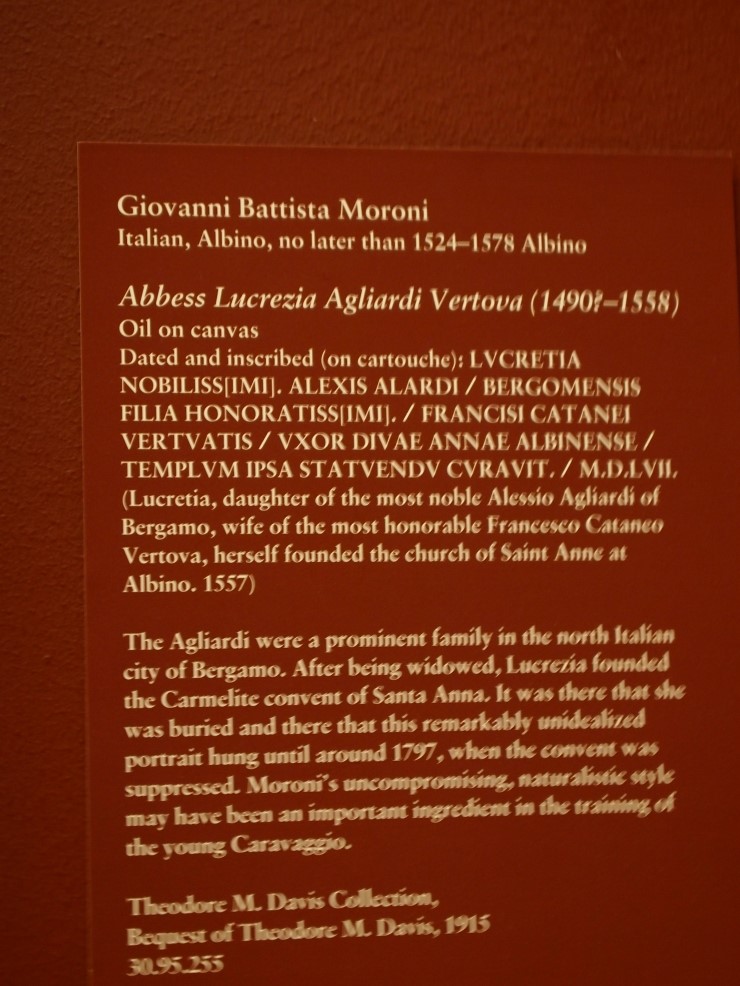 Giovanni Battista Moroni
Italian, Albino, no later than 1524–1578 Albino
Abbess Lucrezia Agliardi Vertova (1490?–1558)
Oil on canvas
Dated and inscribed (on cartouche): LVCRETIA
NOBILISS[IMI]. ALEXIS ALARDI / BERGOMENSIS
FILIA HONORATISS[IMI]. / FRANCISI CATANEI
VERTVATIS / VXOR DIVAE ANNAE ALBINENSE /
TEMPLVM IPSA STATVENDV CVRAVIT. / M.D.LVII.
(Lucretia, daughter of the most noble Alessio Agliardi of
Bergamo, wife of the most honorable Francesco Cataneo
Vertova, herself founded the church of Saint Anne at
Albino. 1557)
The Agliardi were a prominent family in the north Italian
city of Bergamo. After being widowed, Lucrezia founded
the Carmelite convent of Santa Anna. It was there that she
was buried and there that this remarkably unidealized
portrait hung until around 1797, when the convent was
suppressed. Moroni's uncompromising, naturalistic style
may have been an important ingredient in the training of
the young Caravaggio.
Theodore M. Davis Collection,
Bequest of Theodore M. Davis, 1915
30.95.255